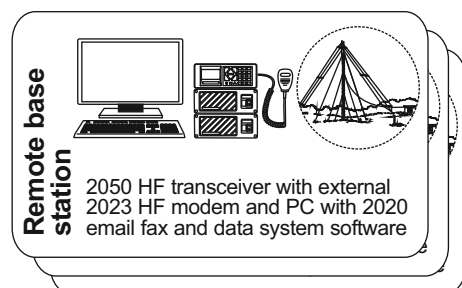 Remote base
station
2050 HF transceiver with external
2023 HF modem and PC with 2020
email fax and data system software